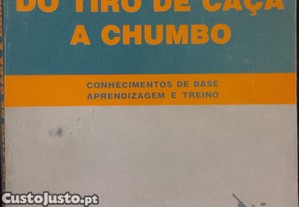 DO TIRO DE CAÇA
A CHUMBO
CONHECIMENTOS DE BASE
APRENDIZAGEM E TREINO
CustoJusto.pt